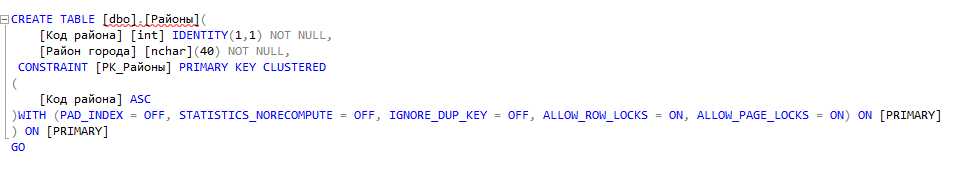 CREATE TABLE [dbo].[Районы](
[Код района] [int] IDENTITY(1,1) NOT NULL,
[Район города] [nchar](40) NOT NULL,
CONSTRAINT [PK_Районы] PRIMARY KEY CLUSTERED
(
[Код района] ASC
)WITH (PAD_INDEX = OFF, STATISTICS_NORECOMPUTE = OFF, IGNORE_DUP_KEY = OFF, ALLOW_ROW_LOCKS = ON, ALLOW_PAGE_LOCKS = ON) ON [PRIMARY]
) ON [PRIMARY]
GO